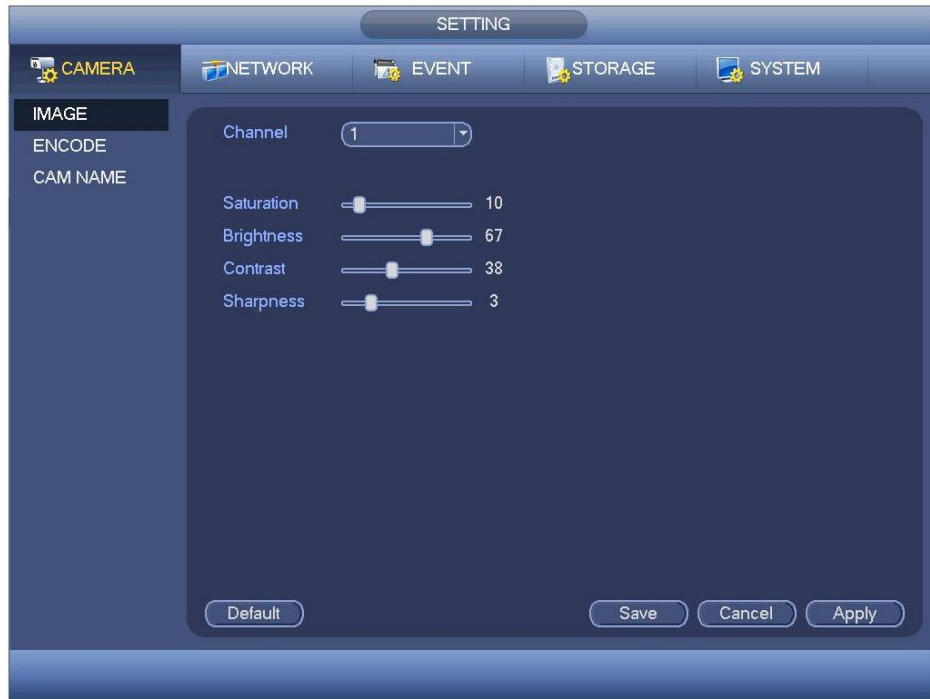 SETTING
CAMERA NETWORK EVENT STORAGE SYSTEM
IMAGE
ENCODE
CAM NAME
Channel 1
Saturation 10
Brightness 67
Contrast 38
Sharpness 3
Default Save Cancel Apply